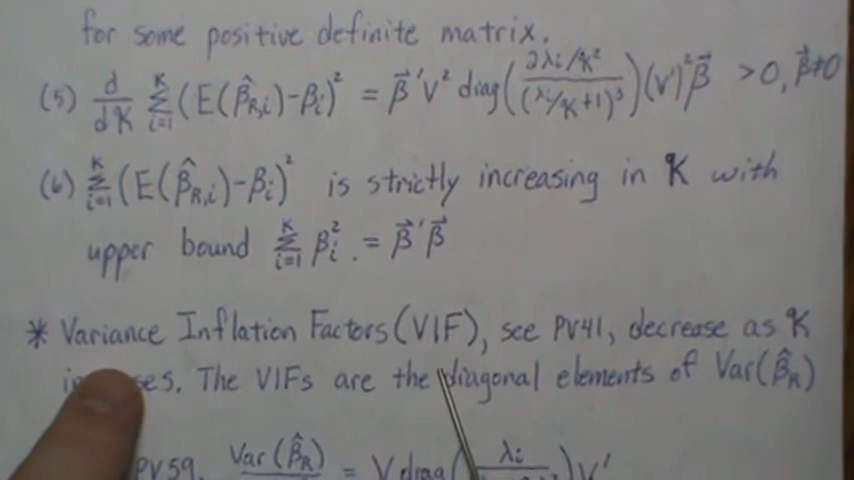 for some positive definite matrix.
(5) d/d𝒦 Σ_{i=1}^{K} (E(β̂_{R,i}) - β_i)² = β⃗'V² diag( (2λ_i/𝒦²) / (λ_i/𝒦+1)³ ) (V')² β⃗ > 0, β⃗ ≠ 0
(6) Σ_{i=1}^{K} (E(β̂_{R,i}) - β_i)² is strictly increasing in 𝒦 with
upper bound Σ_{i=1}^{K} β_i². = β⃗'β⃗
* Variance Inflation Factors (VIF), see PV41, decrease as 𝒦
The VIFs are the diagonal elements of Var(β̂_R)
PV59. Var(β̂_R) = V diag( λ_i ) V'